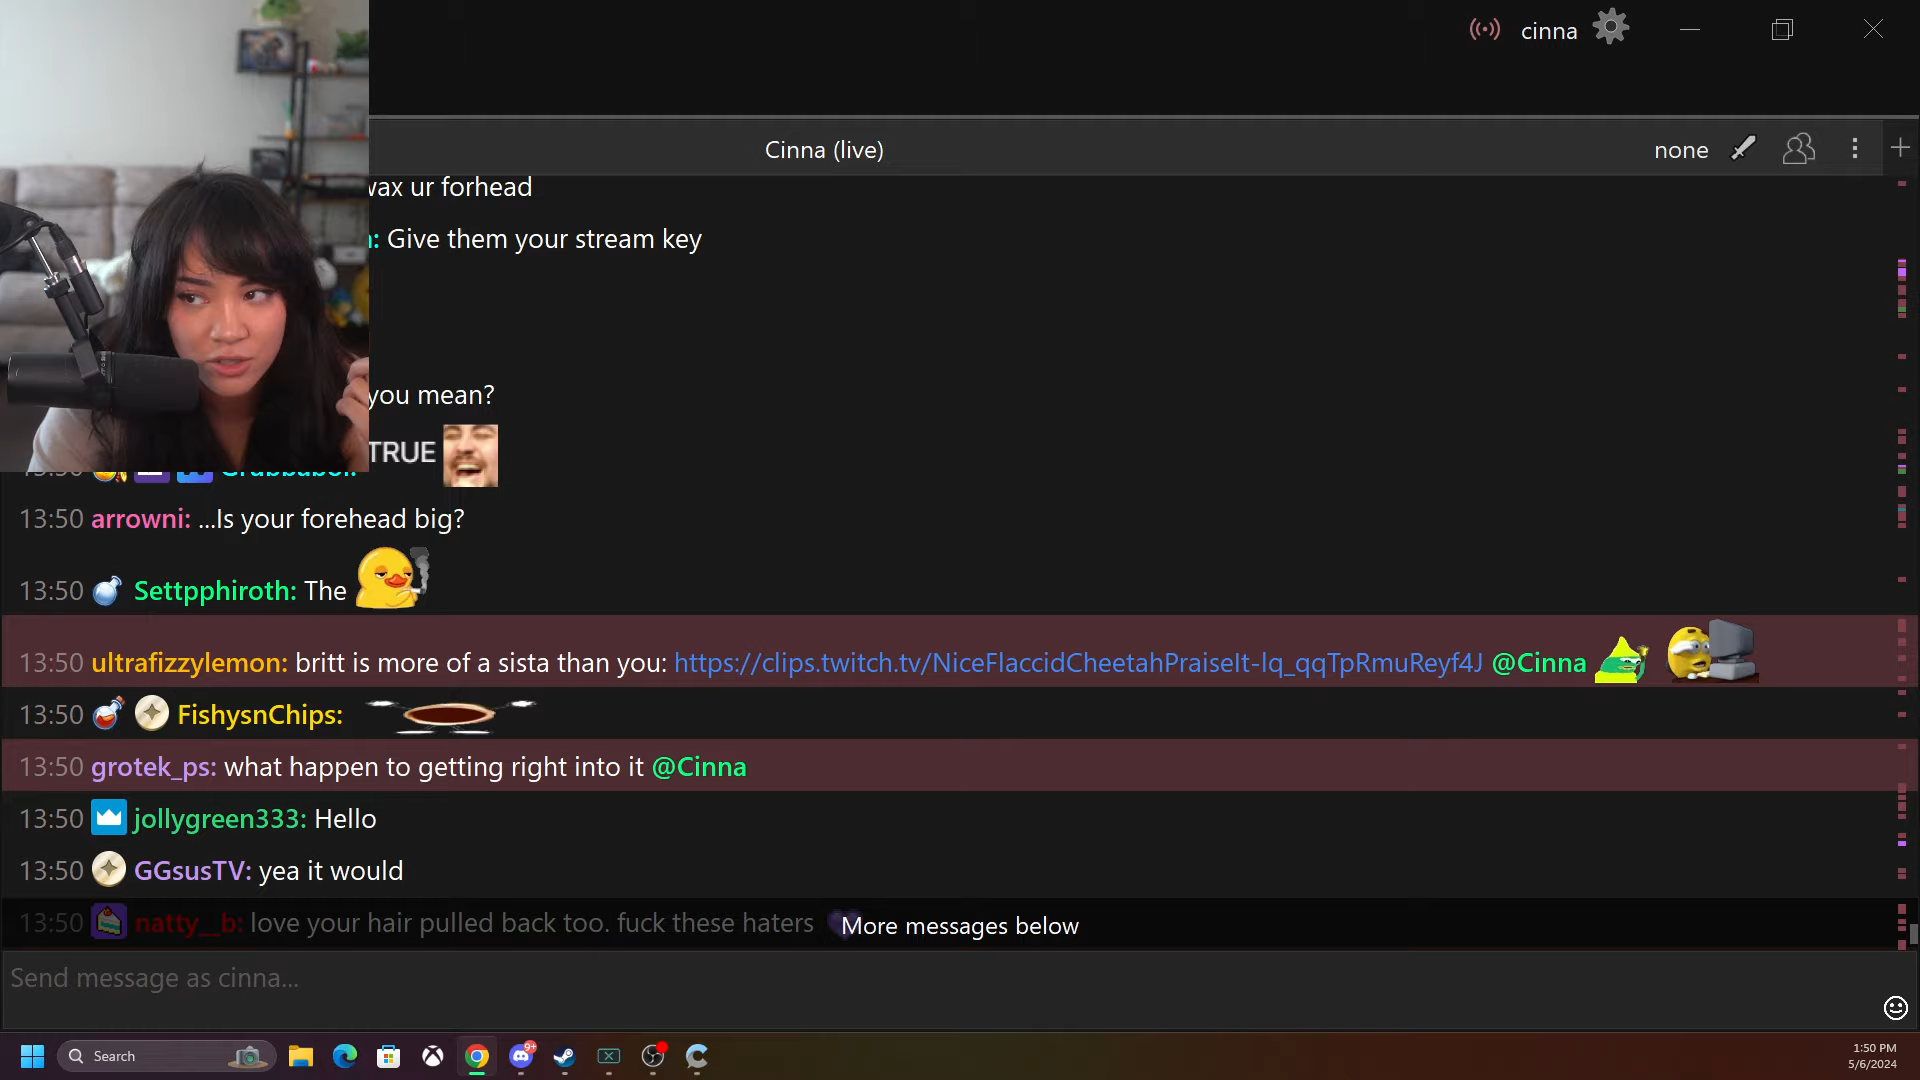 cinna
Cinna (live)
none
wax ur forhead
: Give them your stream key
you mean?
TRUE
13:50 arrowni: ...Is your forehead big?
13:50 Settpphiroth: The
13:50 ultrafizzylemon: britt is more of a sista than you: https://clips.twitch.tv/NiceFlaccidCheetahPraiseIt-lq_qqTpRmuReyf4J @Cinna
13:50 FishysnChips:
13:50 grotek_ps: what happen to getting right into it @Cinna
13:50 jollygreen333: Hello
13:50 GGsusTV: yea it would
13:50 natty__b: love your hair pulled back too. fuck these haters
More messages below
Send message as cinna...
Search
9+
1:50 PM
5/6/2024